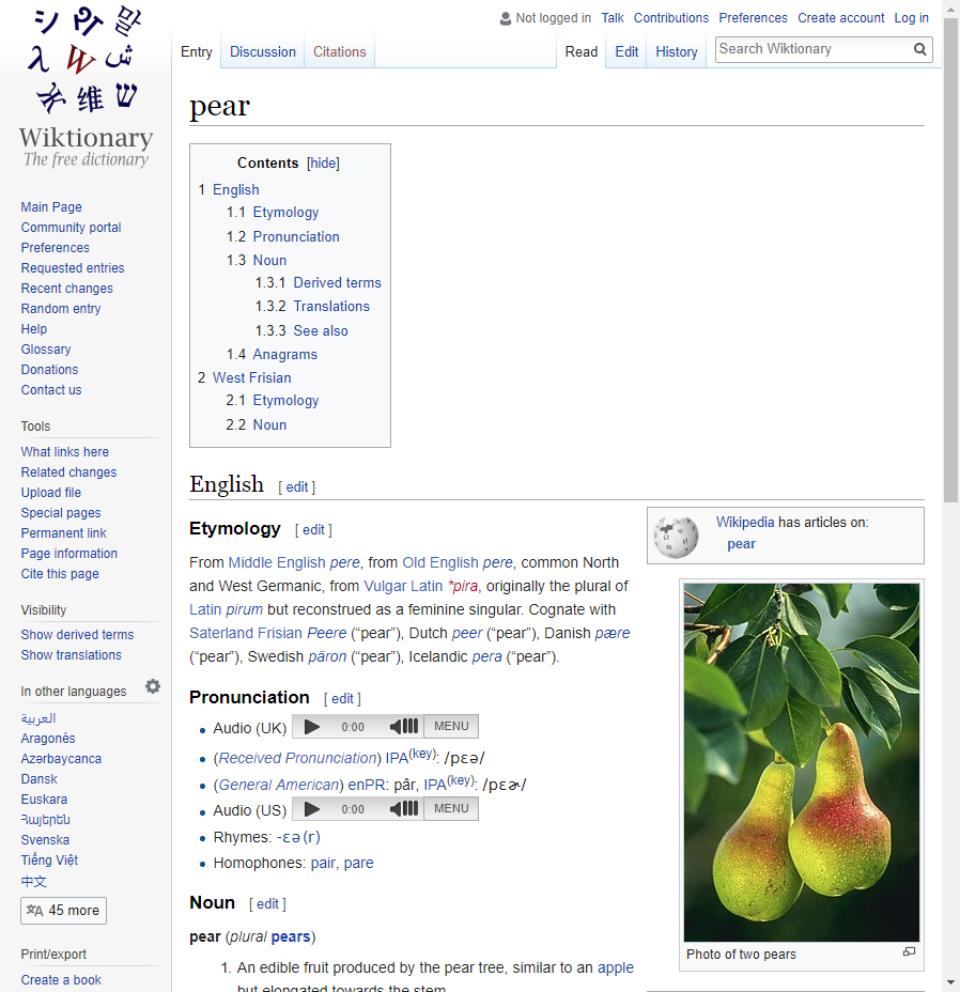 Not logged in Talk Contributions Preferences Create account Log in
Entry Discussion Citations Read Edit History Search Wiktionary
シ 말
λ W ش
维 ש
Wiktionary
The free dictionary
Main Page
Community portal
Preferences
Requested entries
Recent changes
Random entry
Help
Glossary
Donations
Contact us
Tools
What links here
Related changes
Upload file
Special pages
Permanent link
Page information
Cite this page
Visibility
Show derived terms
Show translations
In other languages
العربية
Aragonés
Azərbaycanca
Dansk
Euskara
Հայերեն
Svenska
Tiếng Việt
中文
45 more
Print/export
Create a book
pear
Contents [hide]
1 English
1.1 Etymology
1.2 Pronunciation
1.3 Noun
1.3.1 Derived terms
1.3.2 Translations
1.3.3 See also
1.4 Anagrams
2 West Frisian
2.1 Etymology
2.2 Noun
English [ edit ]
Etymology [ edit ]
From Middle English pere, from Old English pere, common North
and West Germanic, from Vulgar Latin *pira, originally the plural of
Latin pirum but reconstrued as a feminine singular. Cognate with
Saterland Frisian Peere (“pear”), Dutch peer (“pear”), Danish pære
(“pear”), Swedish päron (“pear”), Icelandic pera (“pear”).
Pronunciation [ edit ]
Audio (UK) 0:00 MENU
(Received Pronunciation) IPA(key): /pɛə/
(General American) enPR: pâr, IPA(key): /pɛɚ/
Audio (US) 0:00 MENU
Rhymes: -ɛə(r)
Homophones: pair, pare
Noun [ edit ]
pear (plural pears)
1. An edible fruit produced by the pear tree, similar to an apple
but elongated towards the stem.
Wikipedia has articles on:
pear
Photo of two pears